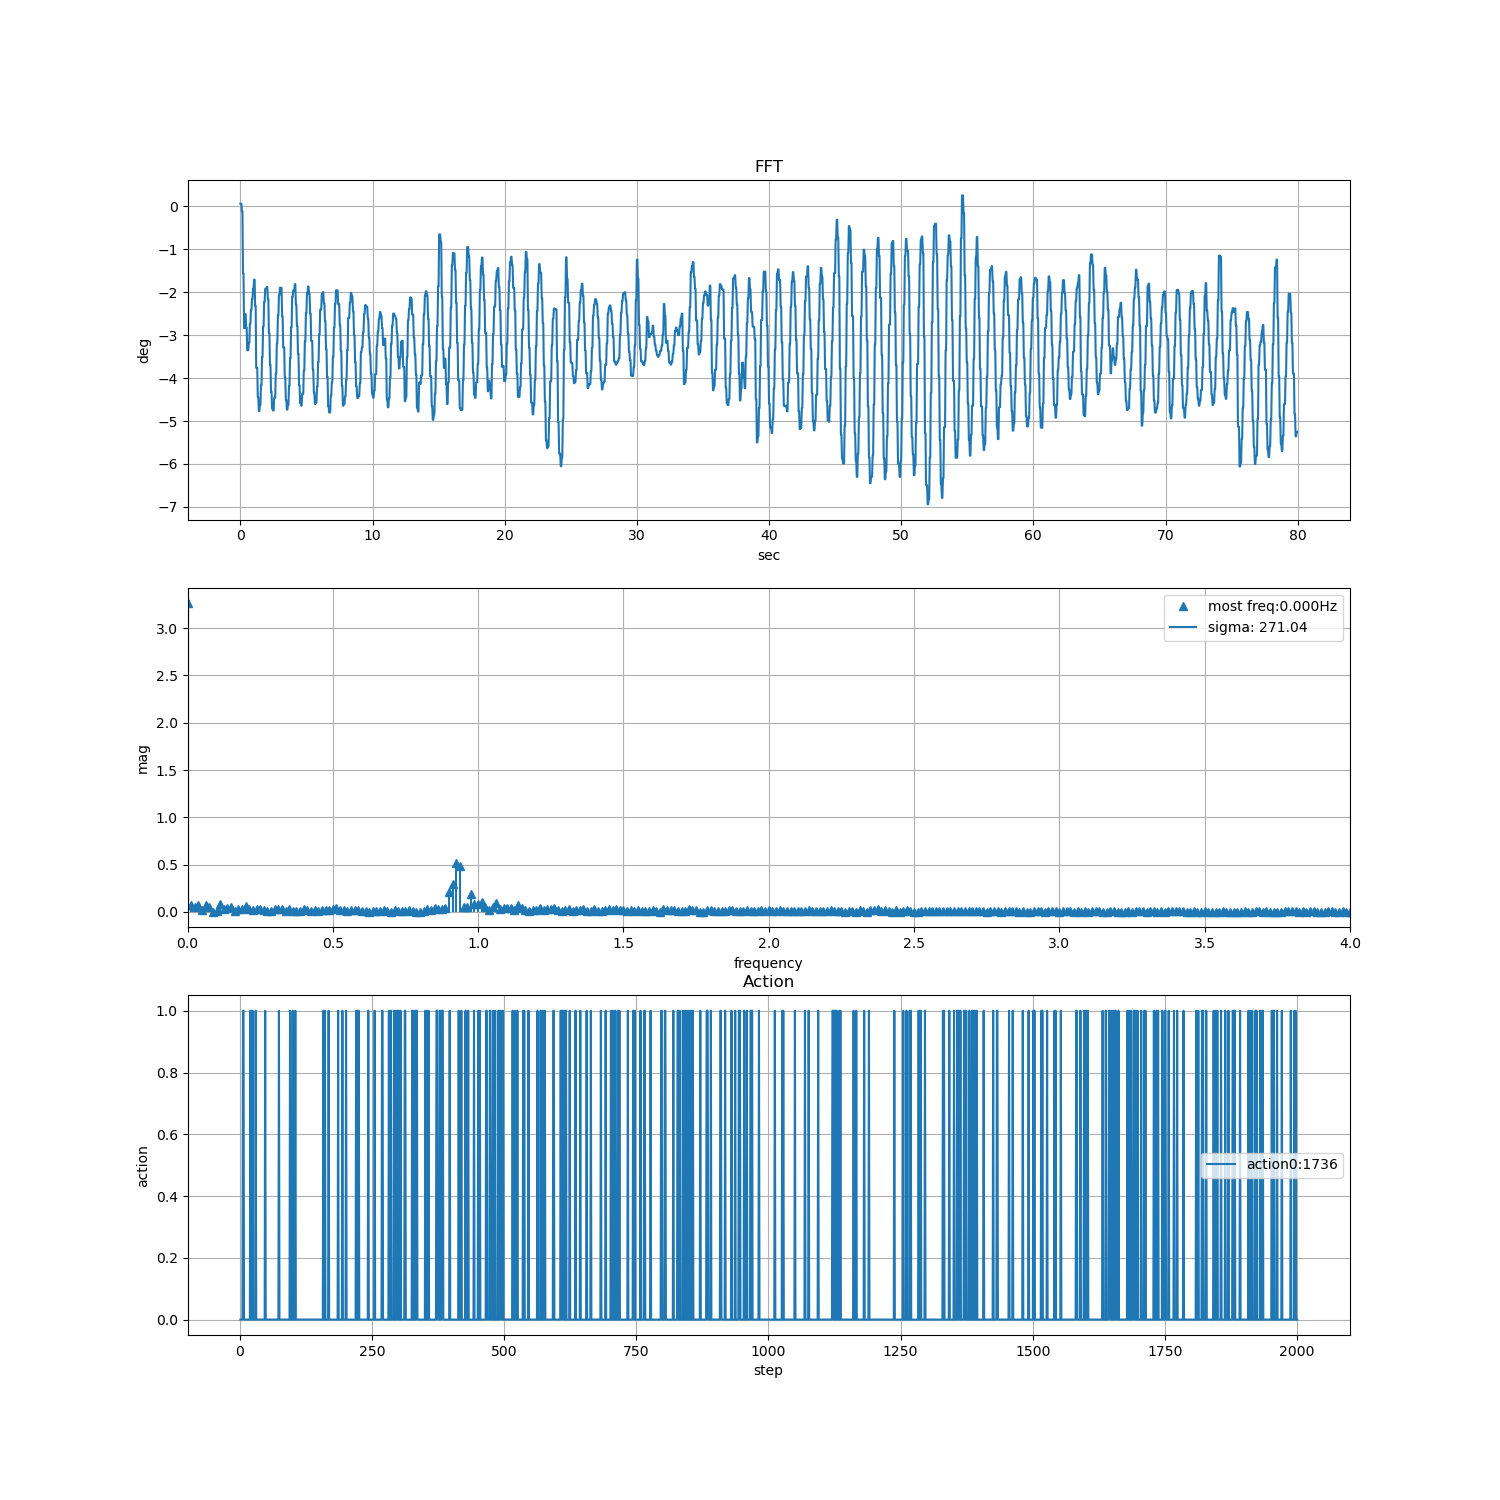 FFT
0
−1
−2
−3
−4
−5
−6
−7
deg
0 10 20 30 40 50 60 70 80
sec
most freq:0.000Hz
sigma: 271.04
3.0
2.5
2.0
1.5
1.0
0.5
0.0
mag
0.0 0.5 1.0 1.5 2.0 2.5 3.0 3.5 4.0
frequency
Action
1.0
0.8
0.6
0.4
0.2
0.0
action
action0:1736
0 250 500 750 1000 1250 1500 1750 2000
step